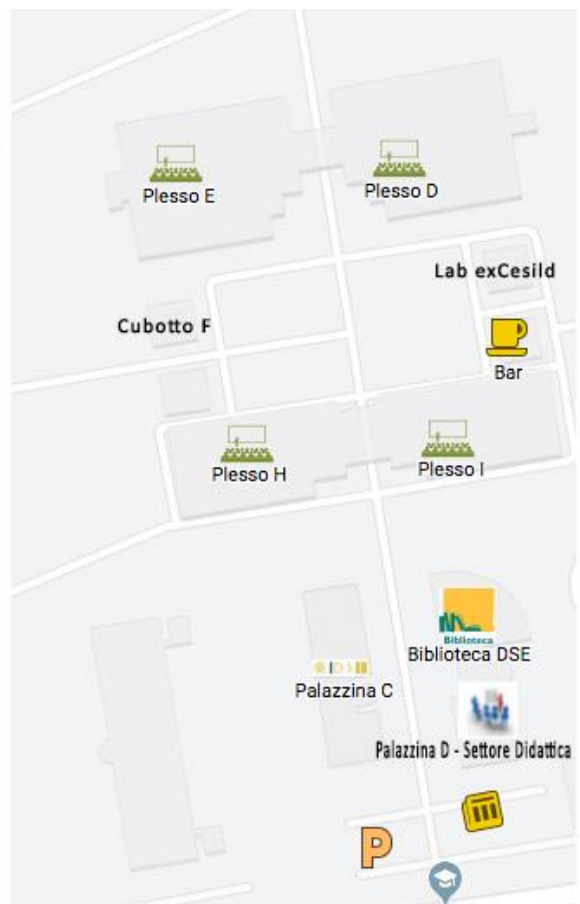 Plesso E
Plesso D
Lab exCesild
Cubotto F
Bar
Plesso H
Plesso I
Biblioteca
Biblioteca DSE
Palazzina C
Palazzina D - Settore Didattica
P